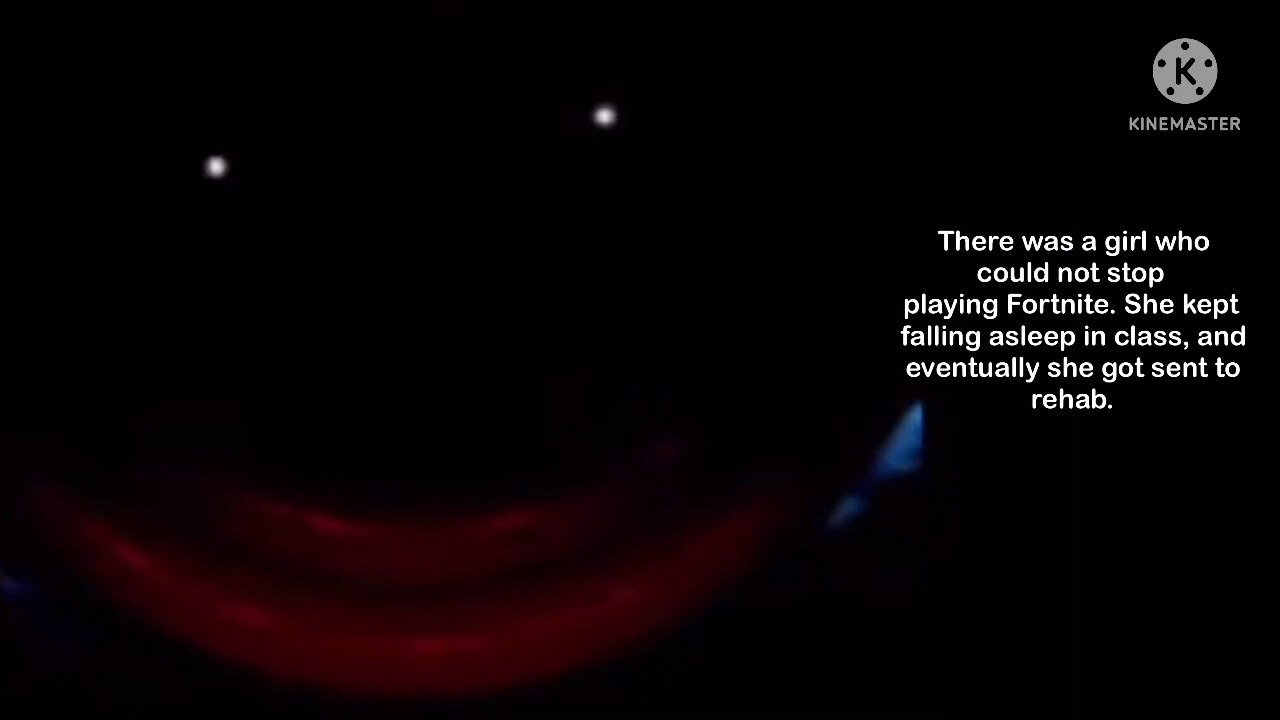 KINEMASTER
There was a girl who
could not stop
playing Fortnite. She kept
falling asleep in class, and
eventually she got sent to
rehab.